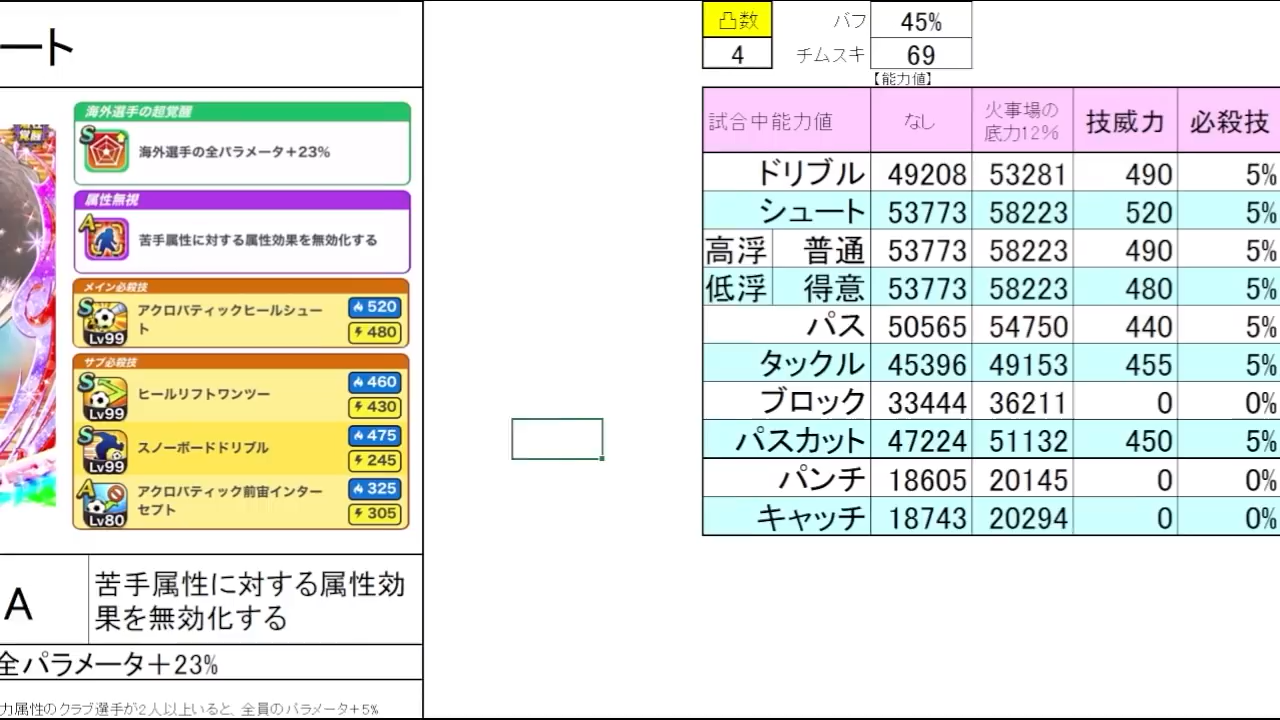 ート
覚醒
海外選手の超覚醒
S
海外選手の全パラメータ＋23%
属性無視
A
苦手属性に対する属性効果を無効化する
メイン必殺技
S
アクロバティックヒールシュー
ト
Lv99
520
480
サブ必殺技
S
ヒールリフトワンツー
Lv99
460
430
S
スノーボードドリブル
Lv99
475
245
A
アクロバティック前宙インター
セプト
Lv80
325
305
A
苦手属性に対する属性効
果を無効化する
全パラメータ＋23%
力属性のクラブ選手が2人以上いると、全員のパラメータ+5%
凸数 バフ 45%
4 チムスキ 69
【能力値】
試合中能力値 なし 火事場の 技威力 必殺技
底力12%
ドリブル 49208 53281 490 5%
シュート 53773 58223 520 5%
高浮 普通 53773 58223 490 5%
低浮 得意 53773 58223 480 5%
パス 50565 54750 440 5%
タックル 45396 49153 455 5%
ブロック 33444 36211 0 0%
パスカット 47224 51132 450 5%
パンチ 18605 20145 0 0%
キャッチ 18743 20294 0 0%